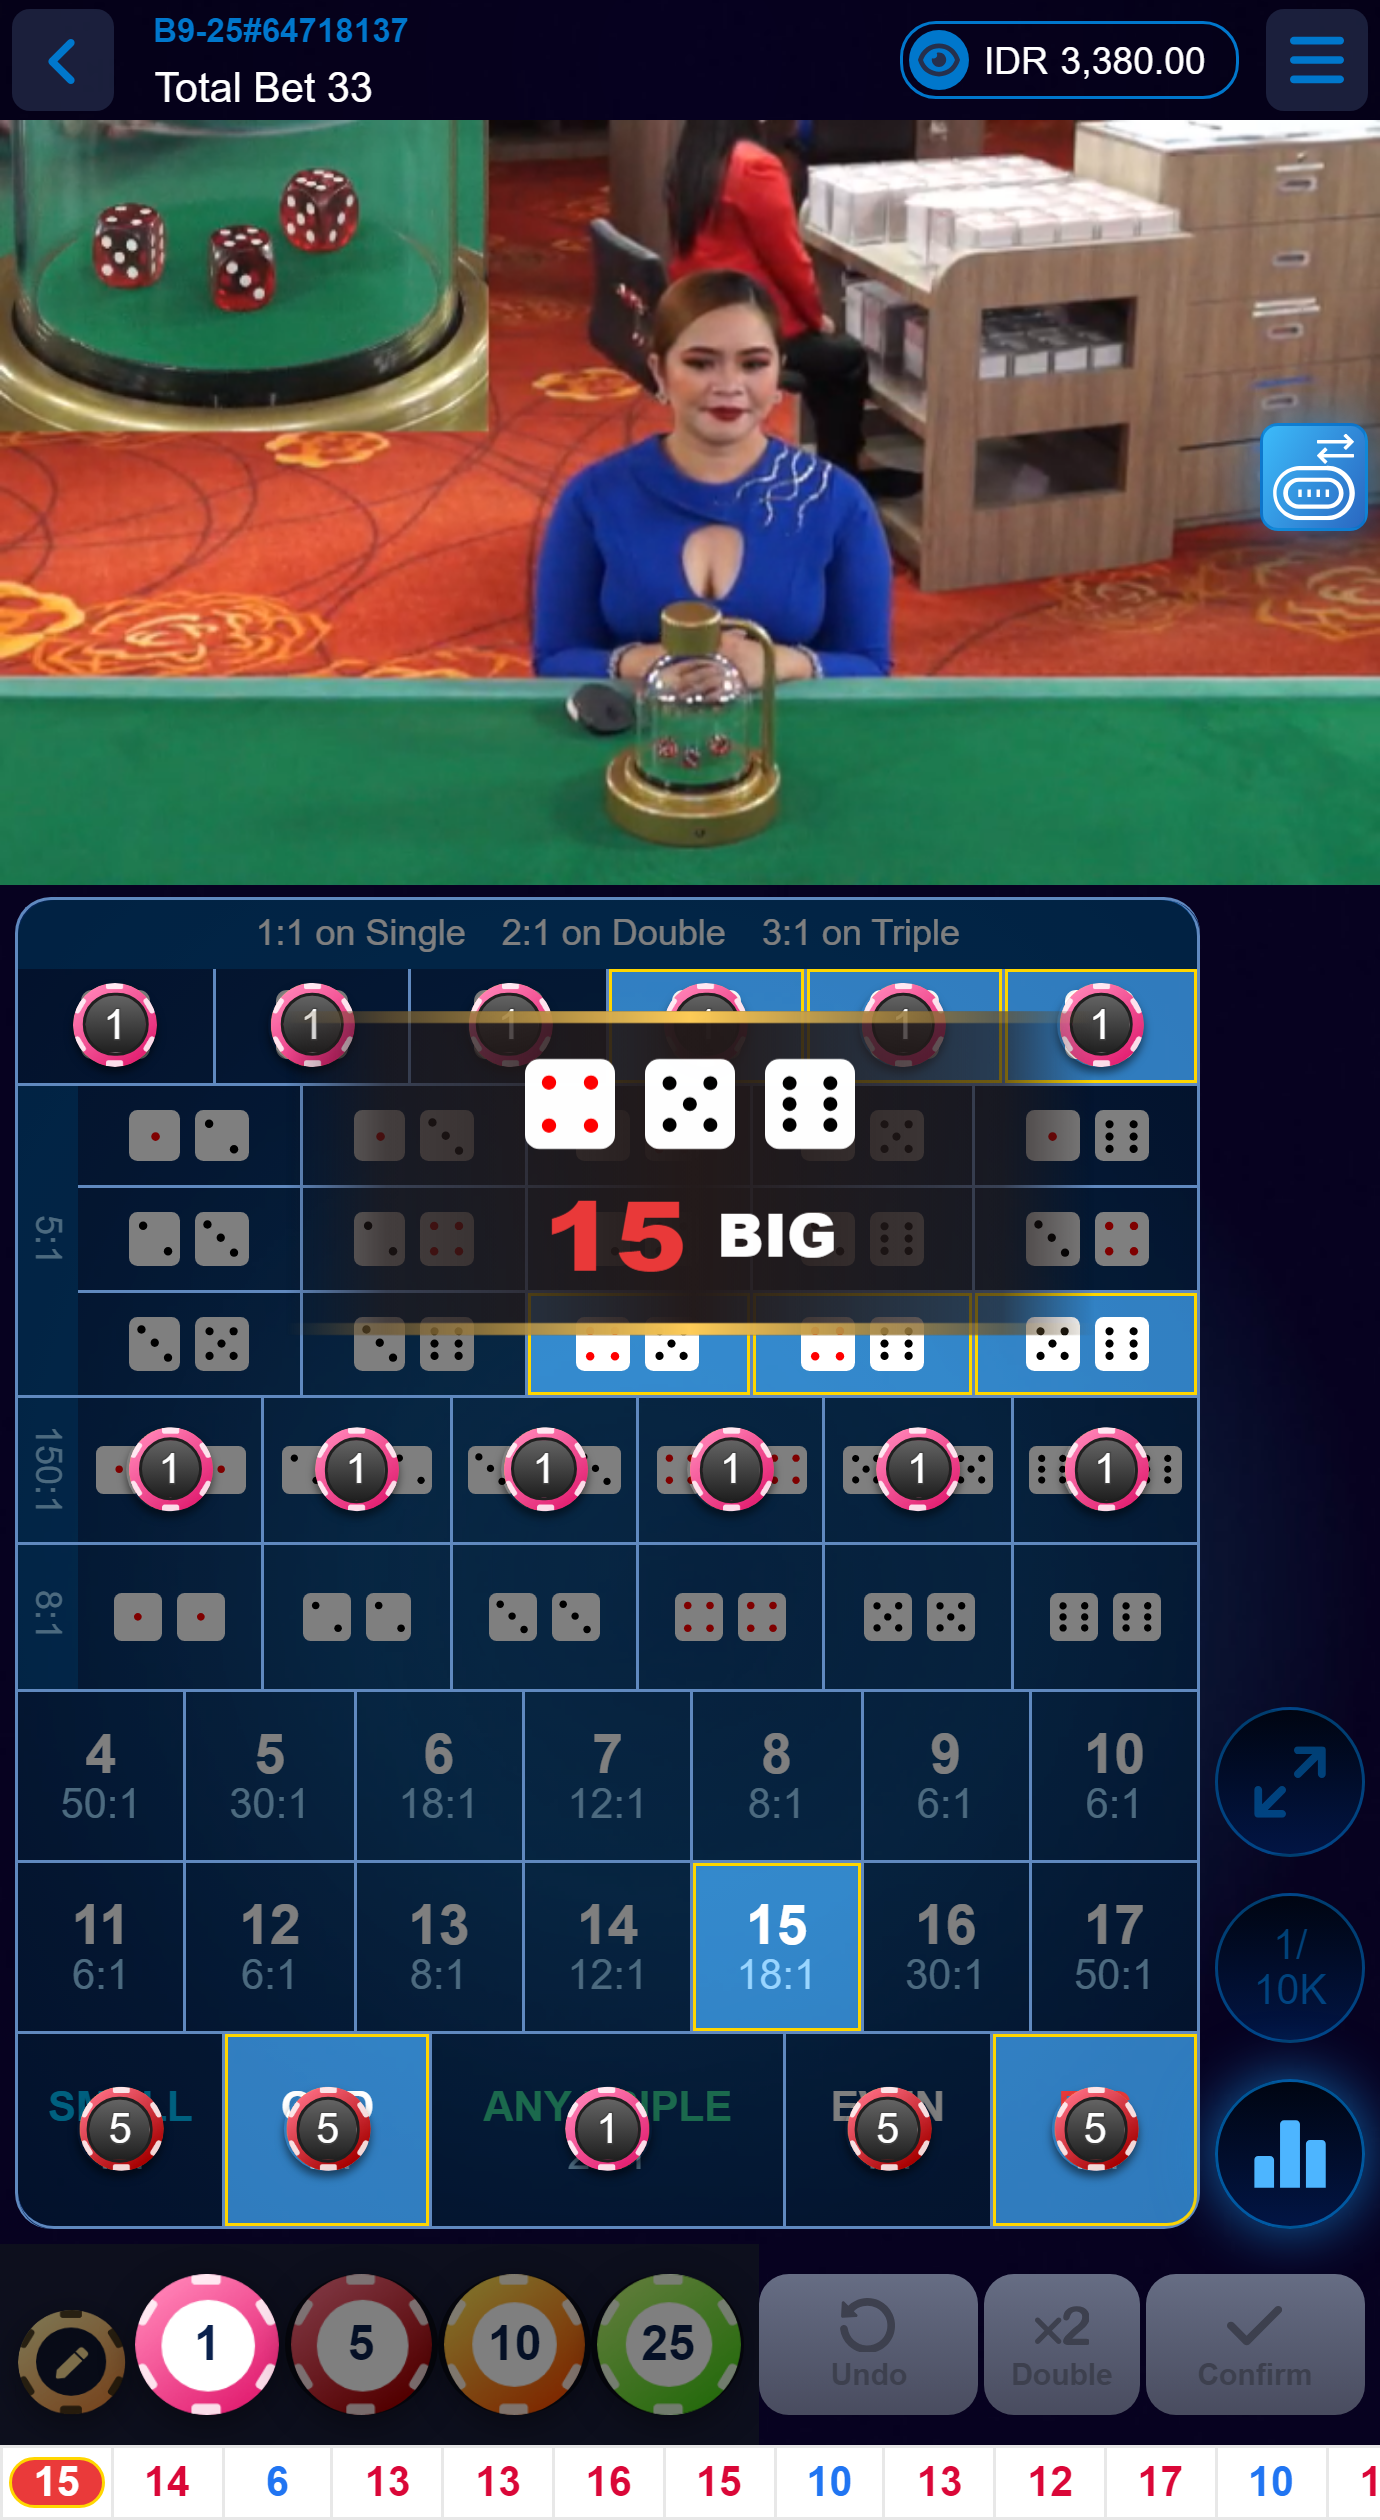 B9-25#64718137
Total Bet 33
IDR 3,380.00
1:1 on Single 2:1 on Double 3:1 on Triple
1 1 1 1 1
15 BIG
5:1
150:1
1 1 1 1 1 1
8:1
4 5 6 7 8 9 10
50:1 30:1 18:1 12:1 8:1 6:1 6:1
11 12 13 14 15 16 17
6:1 6:1 8:1 12:1 18:1 30:1 50:1
1/
10K
5 5 1 5 5
1 5 10 25
Undo
x2
Double
Confirm
15 14 6 13 13 16 15 10 13 12 17 10